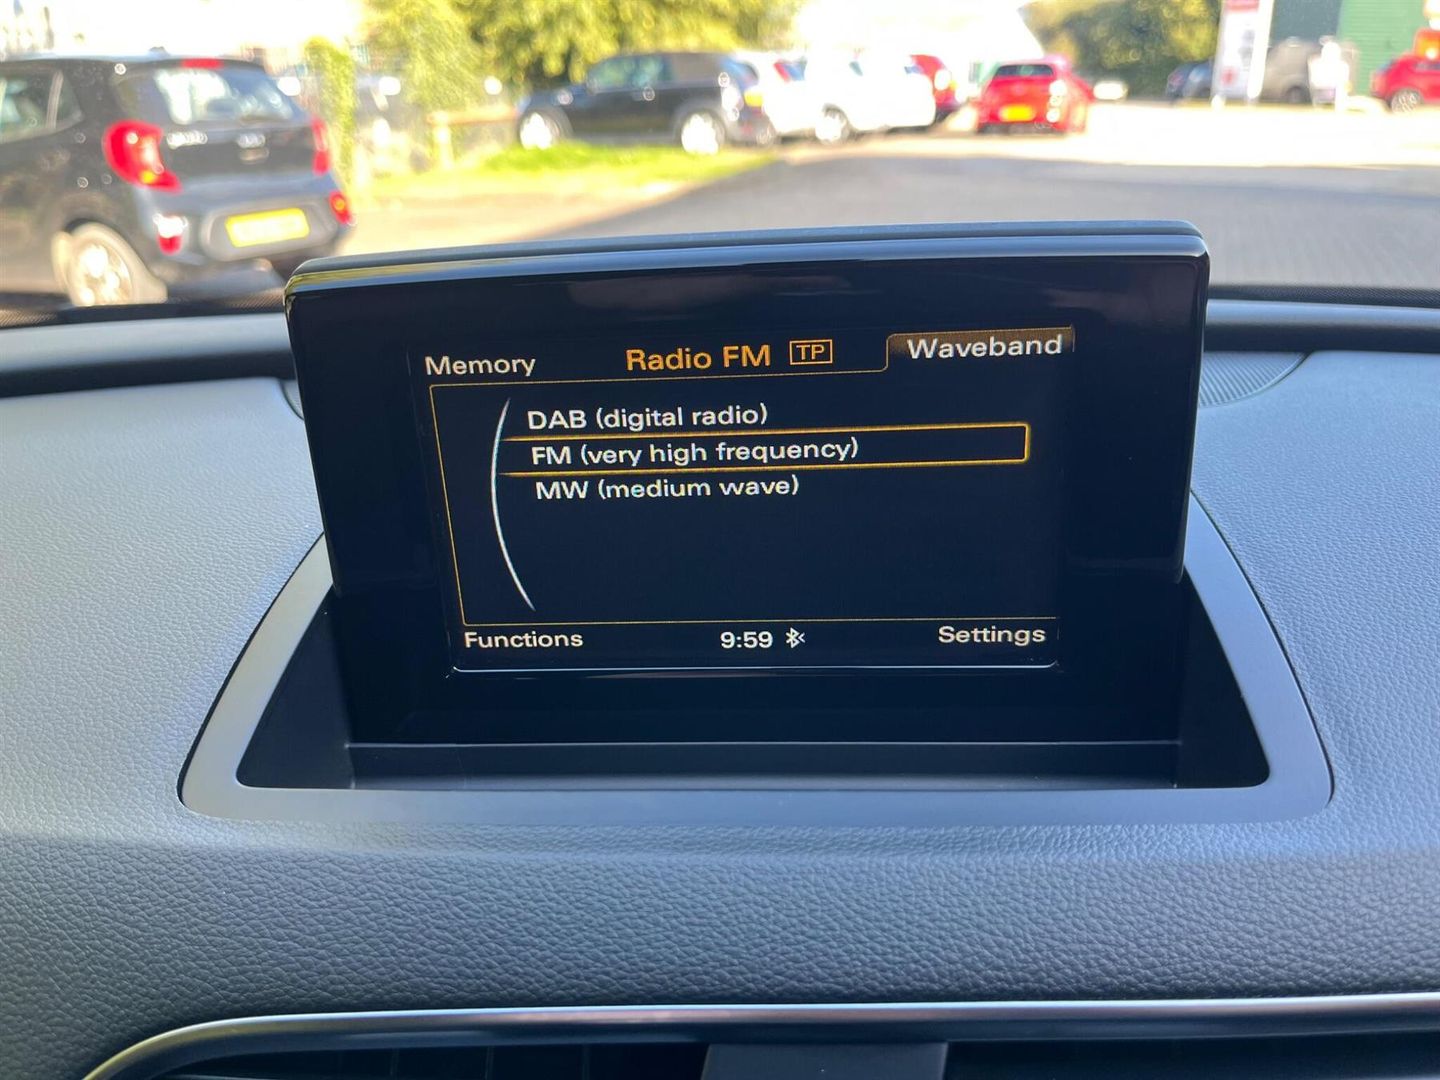 Memory Radio FM TP Waveband
DAB (digital radio)
FM (very high frequency)
MW (medium wave)
Functions 9:59 Settings